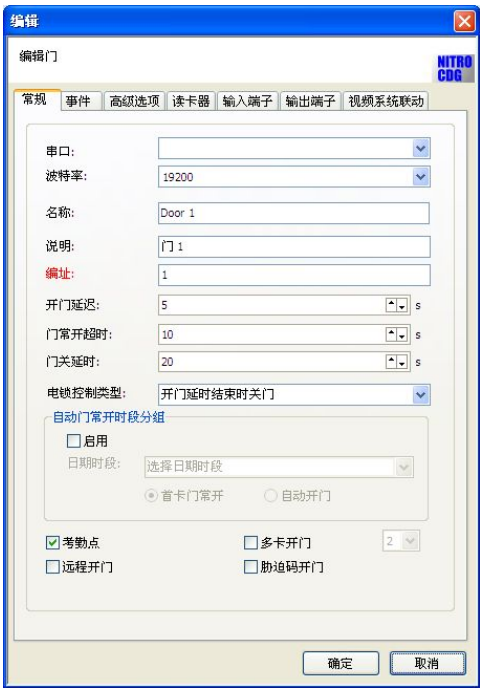 编辑
编辑门
NITRO
CDG
常规 事件 高级选项 读卡器 输入端子 输出端子 视频系统联动
串口:
波特率: 19200
名称: Door 1
说明: 门 1
编址: 1
开门延迟: 5 s
门常开超时: 10 s
门关延时: 20 s
电锁控制类型: 开门延时结束时关门
自动门常开时段分组
启用
日期时段: 选择日期时段
首卡门常开 自动开门
考勤点 多卡开门 2
远程开门 胁迫码开门
确定 取消